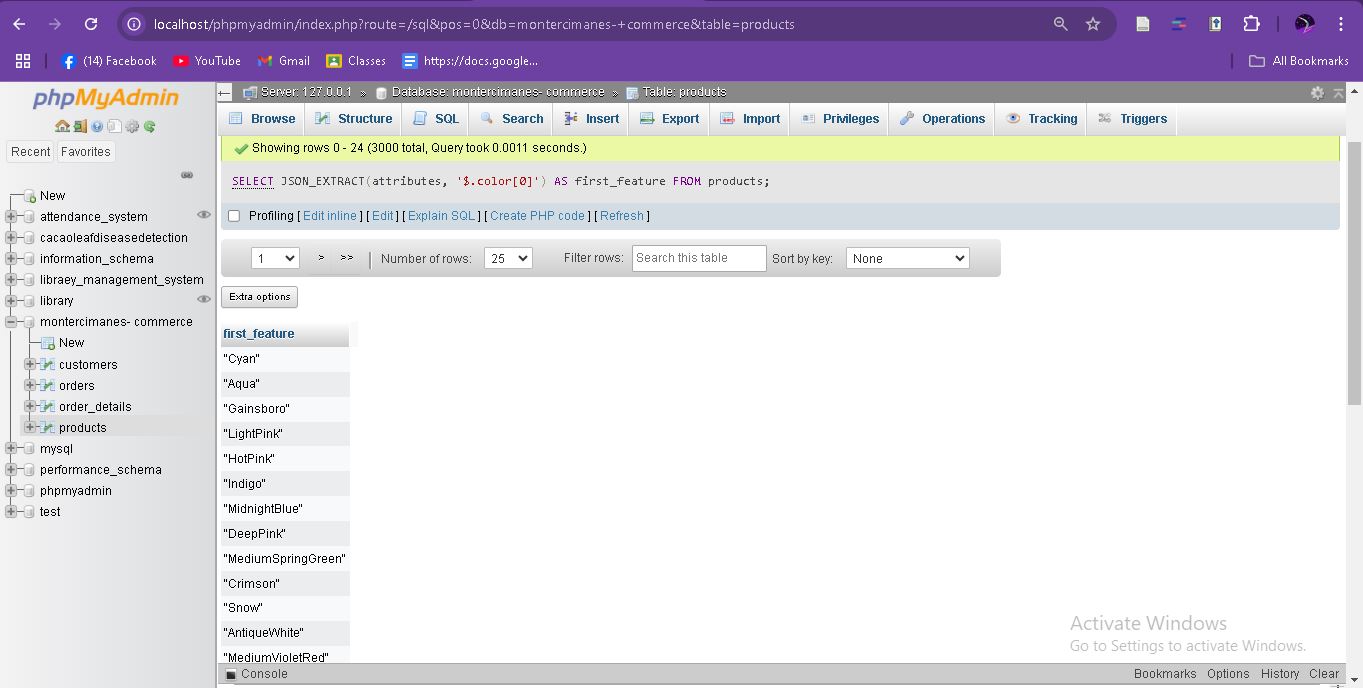 localhost/phpmyadmin/index.php?route=/sql&pos=0&db=montercimanes-+commerce&table=products
(14) Facebook YouTube Gmail Classes https://docs.google... All Bookmarks
phpMyAdmin
Recent Favorites
New
attendance_system
cacaoleafdiseasedetection
information_schema
libraey_management_system
library
montercimanes- commerce
New
customers
orders
order_details
products
mysql
performance_schema
phpmyadmin
test
Server: 127.0.0.1 » Database: montercimanes- commerce » Table: products
Browse Structure SQL Search Insert Export Import Privileges Operations Tracking Triggers
Showing rows 0 - 24 (3000 total, Query took 0.0011 seconds.)
SELECT JSON_EXTRACT(attributes, '$.color[0]') AS first_feature FROM products;
Profiling [ Edit inline ] [ Edit ] [ Explain SQL ] [ Create PHP code ] [ Refresh ]
1 > >> | Number of rows: 25 Filter rows: Search this table Sort by key: None
Extra options
first_feature
"Cyan"
"Aqua"
"Gainsboro"
"LightPink"
"HotPink"
"Indigo"
"MidnightBlue"
"DeepPink"
"MediumSpringGreen"
"Crimson"
"Snow"
"AntiqueWhite"
"MediumVioletRed"
Activate Windows
Go to Settings to activate Windows.
Console Bookmarks Options History Clear